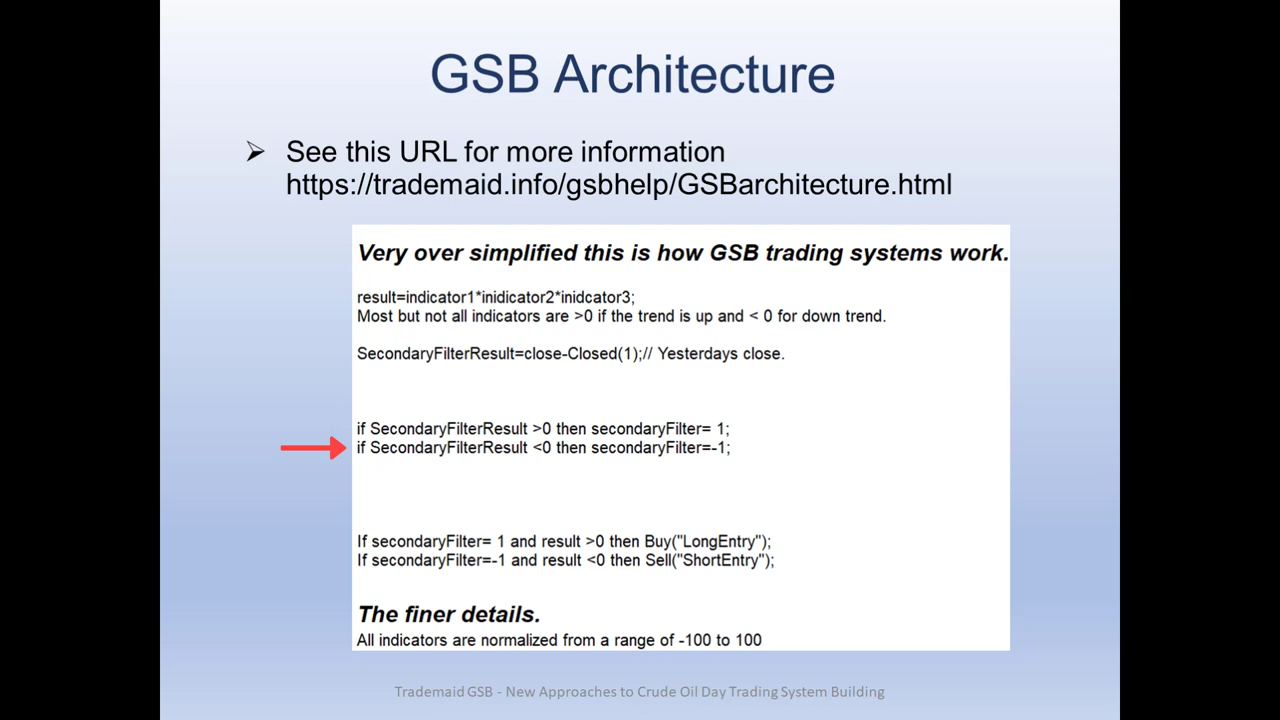 GSB Architecture
➢ See this URL for more information
https://trademaid.info/gsbhelp/GSBarchitecture.html
Very over simplified this is how GSB trading systems work.
result=indicator1*inidicator2*inidcator3;
Most but not all indicators are >0 if the trend is up and < 0 for down trend.
SecondaryFilterResult=close-Closed(1);// Yesterdays close.
if SecondaryFilterResult >0 then secondaryFilter= 1;
if SecondaryFilterResult <0 then secondaryFilter=-1;
If secondaryFilter= 1 and result >0 then Buy("LongEntry");
If secondaryFilter=-1 and result <0 then Sell("ShortEntry");
The finer details.
All indicators are normalized from a range of -100 to 100
Trademaid GSB - New Approaches to Crude Oil Day Trading System Building